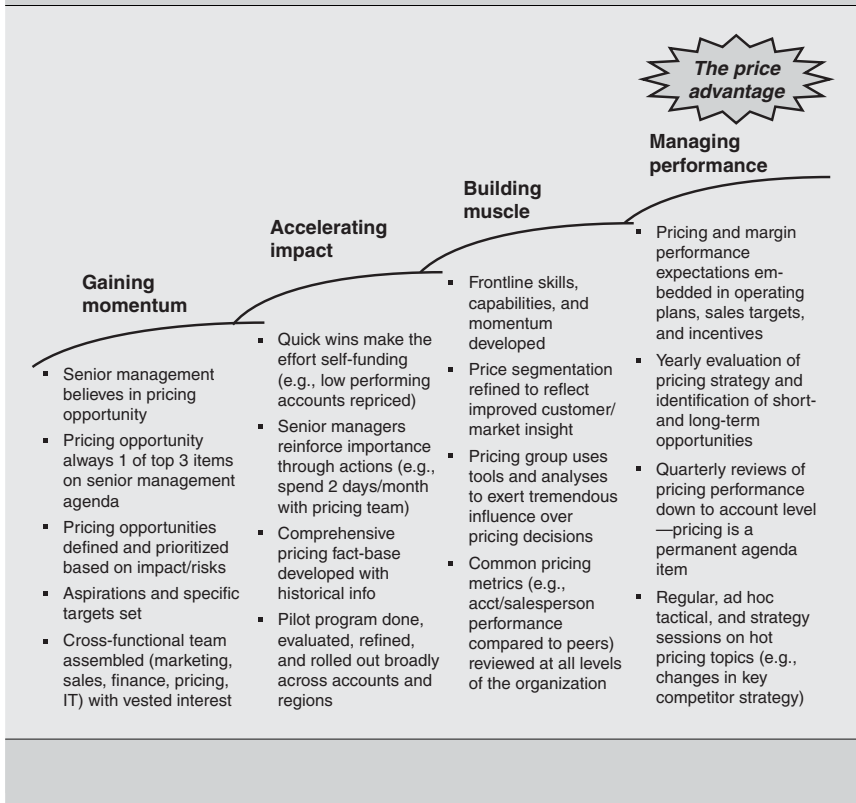 The price
advantage
Gaining
momentum
▪ Senior management
believes in pricing
opportunity
▪ Pricing opportunity
always 1 of top 3 items
on senior management
agenda
▪ Pricing opportunities
defined and prioritized
based on impact/risks
▪ Aspirations and specific
targets set
▪ Cross-functional team
assembled (marketing,
sales, finance, pricing,
IT) with vested interest
Accelerating
impact
▪ Quick wins make the
effort self-funding
(e.g., low performing
accounts repriced)
▪ Senior managers
reinforce importance
through actions (e.g.,
spend 2 days/month
with pricing team)
▪ Comprehensive
pricing fact-base
developed with
historical info
▪ Pilot program done,
evaluated, refined,
and rolled out broadly
across accounts and
regions
Building
muscle
▪ Frontline skills,
capabilities, and
momentum
developed
▪ Price segmentation
refined to reflect
improved customer/
market insight
▪ Pricing group uses
tools and analyses
to exert tremendous
influence over
pricing decisions
▪ Common pricing
metrics (e.g.,
acct/salesperson
performance
compared to peers)
reviewed at all levels
of the organization
Managing
performance
▪ Pricing and margin
performance
expectations em-
bedded in operating
plans, sales targets,
and incentives
▪ Yearly evaluation of
pricing strategy and
identification of short-
and long-term
opportunities
▪ Quarterly reviews of
pricing performance
down to account level
—pricing is a
permanent agenda
item
▪ Regular, ad hoc
tactical, and strategy
sessions on hot
pricing topics (e.g.,
changes in key
competitor strategy)